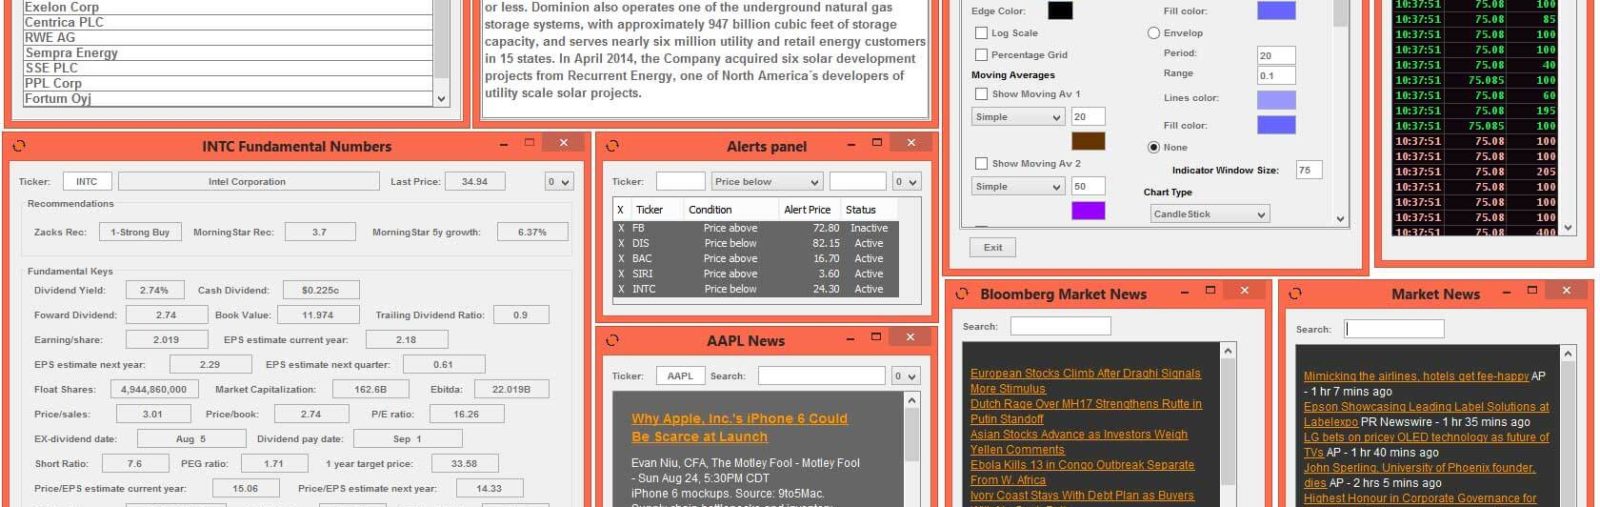 Exelon Corp
Centrica PLC
RWE AG
Sempra Energy
SSE PLC
PPL Corp
Fortum Oyj
or less. Dominion also operates one of the underground natural gas
storage systems, with approximately 947 billion cubic feet of storage
capacity, and serves nearly six million utility and retail energy customers
in 15 states. In April 2014, the Company acquired six solar development
projects from Recurrent Energy, one of North America´s developers of
utility scale solar projects.
Edge Color:
Log Scale
Percentage Grid
Moving Averages
Show Moving Av 1
Simple 20
Show Moving Av 2
Simple 50
Fill color:
Envelop
Period: 20
Range 0.1
Lines color:
Fill color:
None
Indicator Window Size: 75
Chart Type
CandleStick
Exit
10:37:51 75.08 100
10:37:51 75.08 85
10:37:51 75.08 100
10:37:51 75.08 100
10:37:51 75.08 40
10:37:51 75.085 100
10:37:51 75.08 60
10:37:51 75.08 195
10:37:51 75.085 100
10:37:51 75.08 100
10:37:51 75.08 100
10:37:51 75.08 205
10:37:51 75.08 100
10:37:51 75.08 100
10:37:51 75.08 100
10:37:51 75.08 400
INTC Fundamental Numbers
Ticker: INTC Intel Corporation Last Price: 34.94 0
Recommendations
Zacks Rec: 1-Strong Buy MorningStar Rec: 3.7 MorningStar 5y growth: 6.37%
Fundamental Keys
Dividend Yield: 2.74% Cash Dividend: $0.225c
Foward Dividend: 2.74 Book Value: 11.974 Trailing Dividend Ratio: 0.9
Earning/share: 2.019 EPS estimate current year: 2.18
EPS estimate next year: 2.29 EPS estimate next quarter: 0.61
Float Shares: 4,944,860,000 Market Capitalization: 162.6B Ebitda: 22.019B
Price/sales: 3.01 Price/book: 2.74 P/E ratio: 16.26
EX-dividend date: Aug 5 Dividend pay date: Sep 1
Short Ratio: 7.6 PEG ratio: 1.71 1 year target price: 33.58
Price/EPS estimate current year: 15.06 Price/EPS estimate next year: 14.33
Alerts panel
Ticker: Price below 0
X Ticker Condition Alert Price Status
X FB Price above 72.80 Inactive
X DIS Price below 82.15 Active
X BAC Price below 16.70 Active
X SIRI Price below 3.60 Active
X INTC Price below 24.30 Active
AAPL News
Ticker: AAPL Search: 0
Why Apple, Inc.'s iPhone 6 Could
Be Scarce at Launch
Evan Niu, CFA, The Motley Fool - Motley Fool
- Sun Aug 24, 5:30PM CDT
iPhone 6 mockups. Source: 9to5Mac.
Bloomberg Market News
Search:
European Stocks Climb After Draghi Signals
More Stimulus
Dutch Rage Over MH17 Strengthens Rutte in
Putin Standoff
Asian Stocks Advance as Investors Weigh
Yellen Comments
Ebola Kills 13 in Congo Outbreak Separate
From W. Africa
Ivory Coast Stays With Debt Plan as Buyers
Market News
Search:
Mimicking the airlines, hotels get fee-happy AP
- 1 hr 7 mins ago
Epson Showcasing Leading Label Solutions at
Labelexpo PR Newswire - 1 hr 35 mins ago
LG bets on pricey OLED technology as future of
TVs AP - 1 hr 40 mins ago
John Sperling, University of Phoenix founder,
dies AP - 2 hrs 5 mins ago
Highest Honour in Corporate Governance for